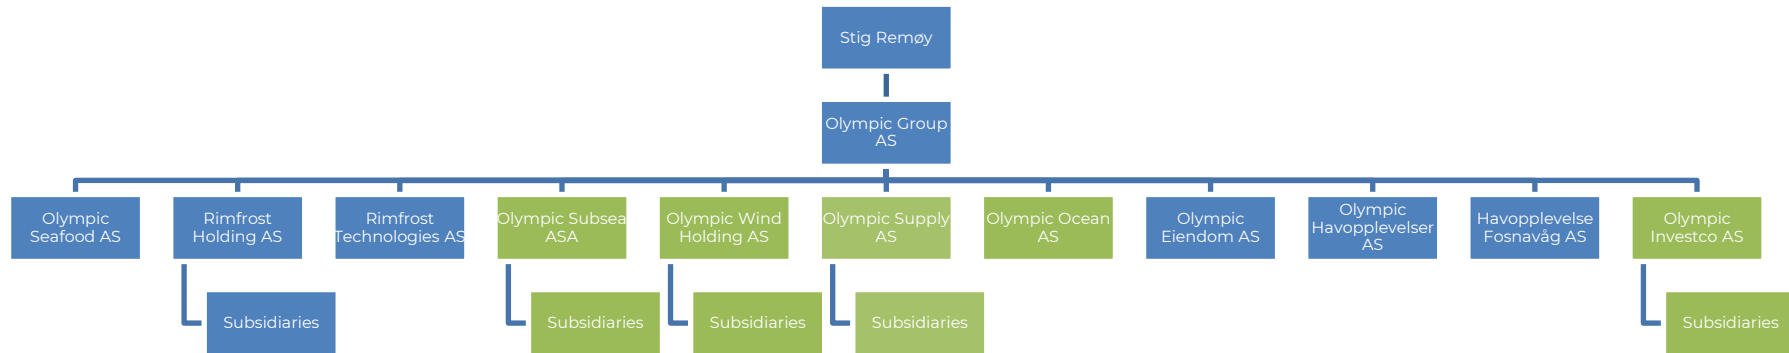 Stig Remøy
Olympic Group
AS
Olympic
Seafood AS
Rimfrost
Holding AS
Rimfrost
Technologies AS
Olympic Subsea
ASA
Olympic Wind
Holding AS
Olympic Supply
AS
Olympic Ocean
AS
Olympic
Eiendom AS
Olympic
Havopplevelser
AS
Havopplevelse
Fosnavåg AS
Olympic
Investco AS
Subsidiaries
Subsidiaries
Subsidiaries
Subsidiaries
Subsidiaries